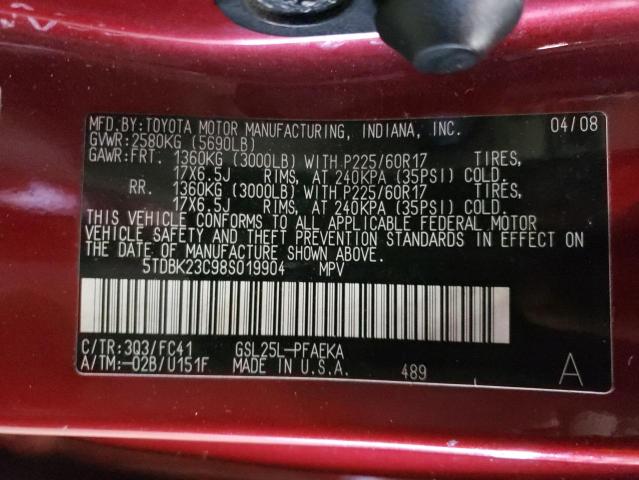 MFD.BY:TOYOTA MOTOR MANUFACTURING, INDIANA, INC. 04/08
GVWR:2580KG (5690LB)
GAWR:FRT. 1360KG (3000LB) WITH P225/60R17 TIRES,
17X6.5J RIMS, AT 240KPA (35PSI) COLD.
RR. 1360KG (3000LB) WITH P225/60R17 TIRES,
17X6.5J RIMS, AT 240KPA (35PSI) COLD.
THIS VEHICLE CONFORMS TO ALL APPLICABLE FEDERAL MOTOR
VEHICLE SAFETY AND THEFT PREVENTION STANDARDS IN EFFECT ON
THE DATE OF MANUFACTURE SHOWN ABOVE.
5TDBK23C98S019904 MPV
C/TR:3Q3/FC41 GSL25L-PFAEKA
A/TM:-02B/U151F MADE IN U.S.A. 489 A